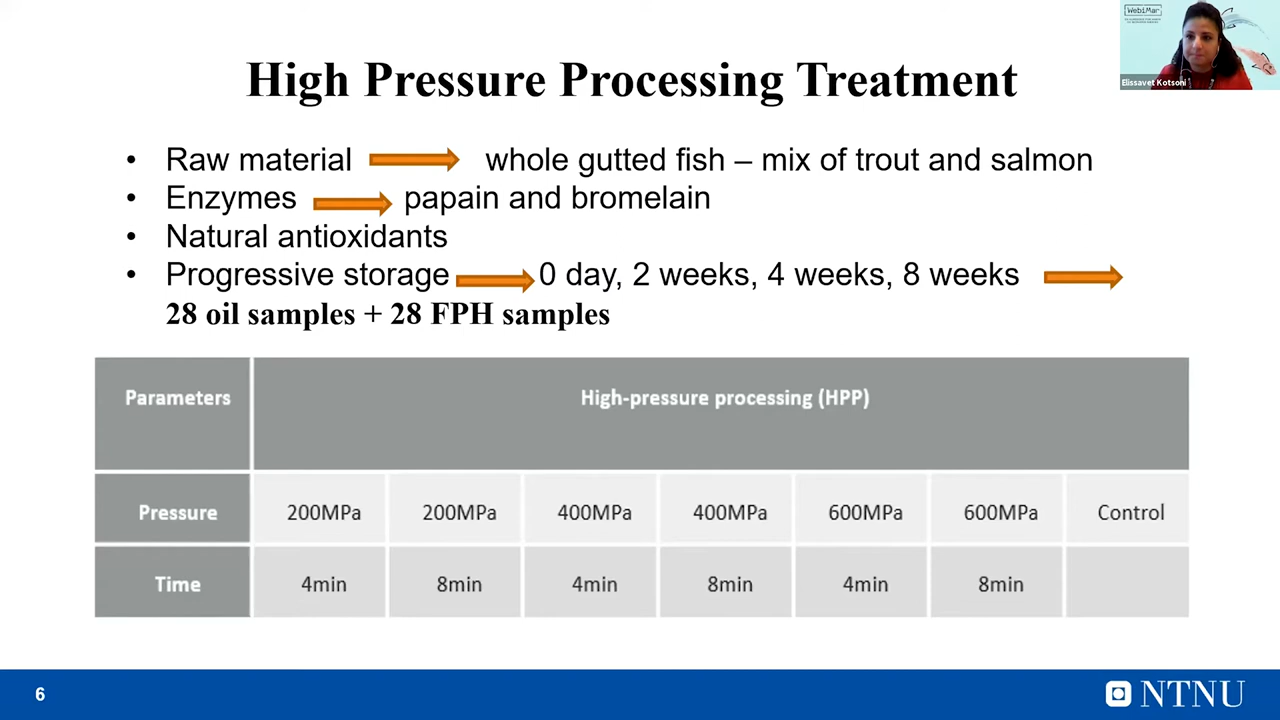 WebiMar
Elissavet Kotsoni
High Pressure Processing Treatment
• Raw material whole gutted fish – mix of trout and salmon
• Enzymes papain and bromelain
• Natural antioxidants
• Progressive storage 0 day, 2 weeks, 4 weeks, 8 weeks
28 oil samples + 28 FPH samples
Parameters High-pressure processing (HPP)
Pressure 200MPa 200MPa 400MPa 400MPa 600MPa 600MPa Control
Time 4min 8min 4min 8min 4min 8min
6 NTNU